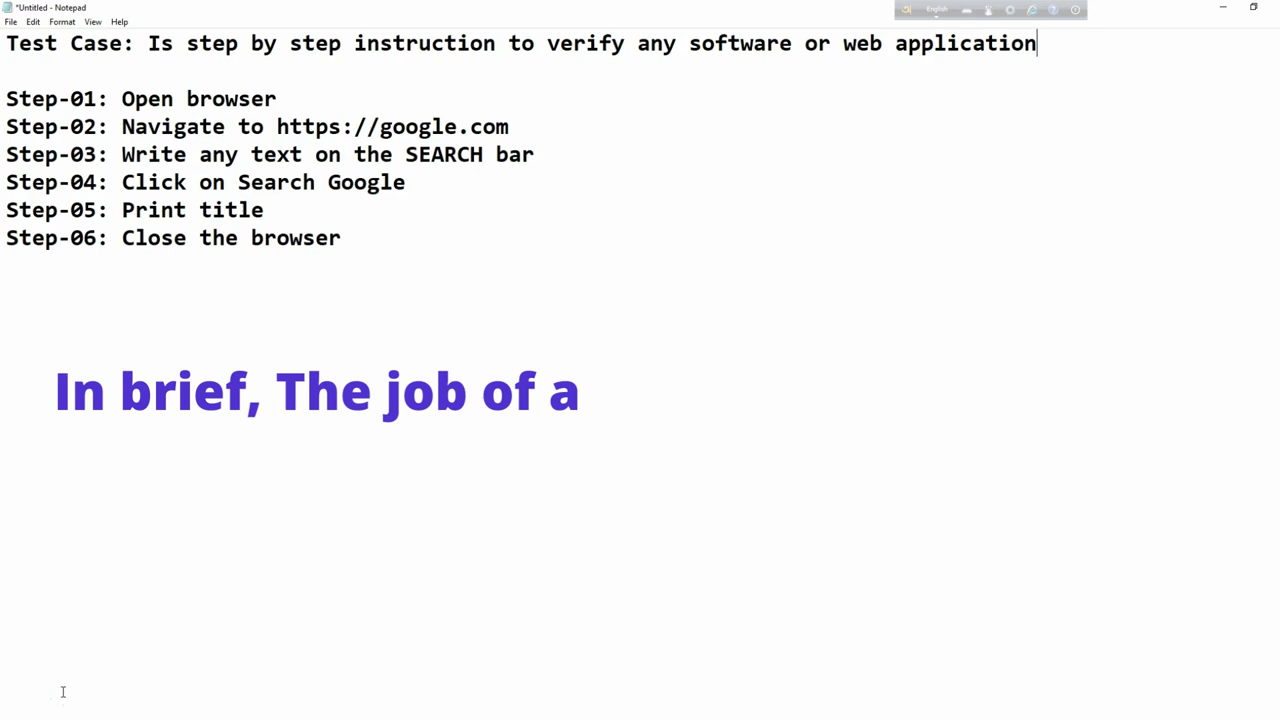 *Untitled - Notepad
File Edit Format View Help
English
Test Case: Is step by step instruction to verify any software or web application
Step-01: Open browser
Step-02: Navigate to https://google.com
Step-03: Write any text on the SEARCH bar
Step-04: Click on Search Google
Step-05: Print title
Step-06: Close the browser
In brief, The job of a